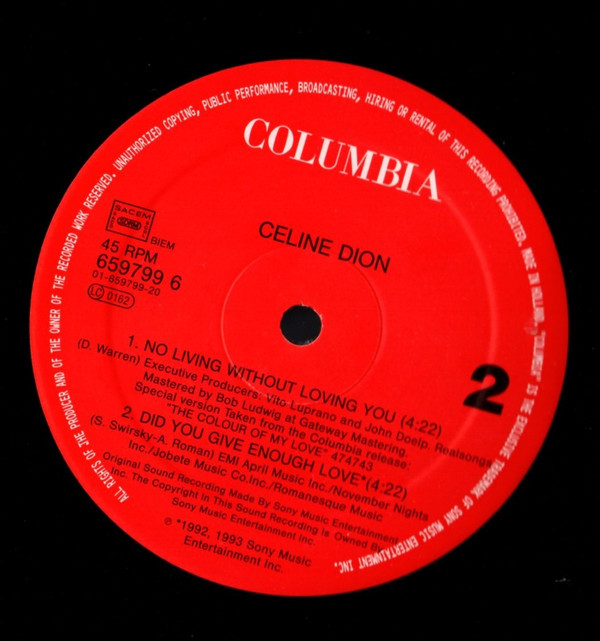 ALL RIGHTS OF THE PRODUCER AND OF THE OWNER OF THE RECORDED WORK RESERVED. UNAUTHORIZED COPYING, PUBLIC PERFORMANCE, BROADCASTING, HIRING OR RENTAL OF THIS RECORDING PROHIBITED. MADE IN HOLLAND. "COLUMBIA" IS THE EXCLUSIVE TRADEMARK OF SONY MUSIC ENTERTAINMENT INC.
COLUMBIA
CELINE DION
SACEM
BIEM
45 RPM
659799 6
01-659799-20
LC 0162
2
1. NO LIVING WITHOUT LOVING YOU (4:22)
(D. Warren) Executive Producers: Vito Luprano and John Doelp. Realsongs
Mastered by Bob Ludwig at Gateway Mastering.
Special version Taken from the Columbia release:
"THE COLOUR OF MY LOVE" 474743
2. DID YOU GIVE ENOUGH LOVE*(4:22)
(S. Swirsky-A. Roman) EMI April Music Inc./November Nights
Inc./Jobete Music Co.Inc./Romanesque Music
Original Sound Recording Made By Sony Music Entertainment
Inc. The Copyright In This Sound Recording Is Owned By
Sony Music Entertainment Inc.
℗ *1992, 1993 Sony Music
Entertainment Inc.